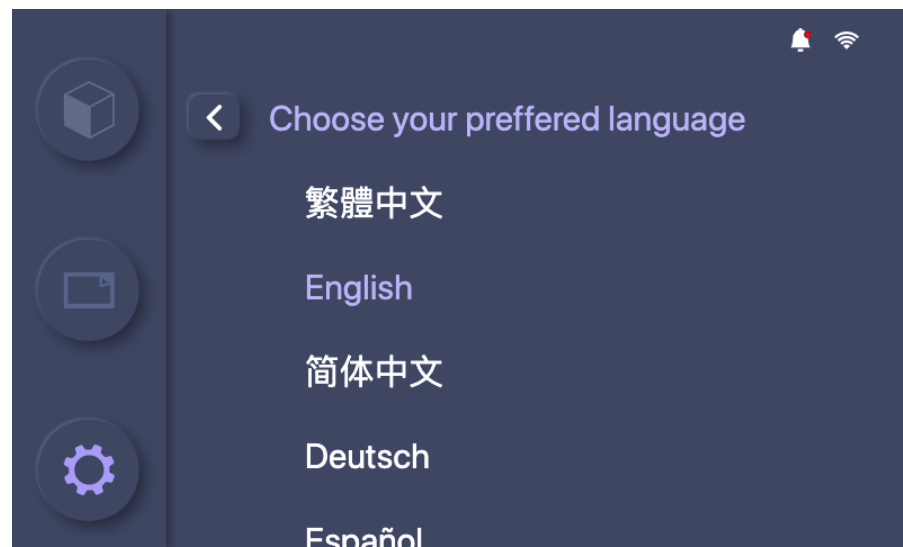 Choose your preffered language
繁體中文
English
简体中文
Deutsch
Español